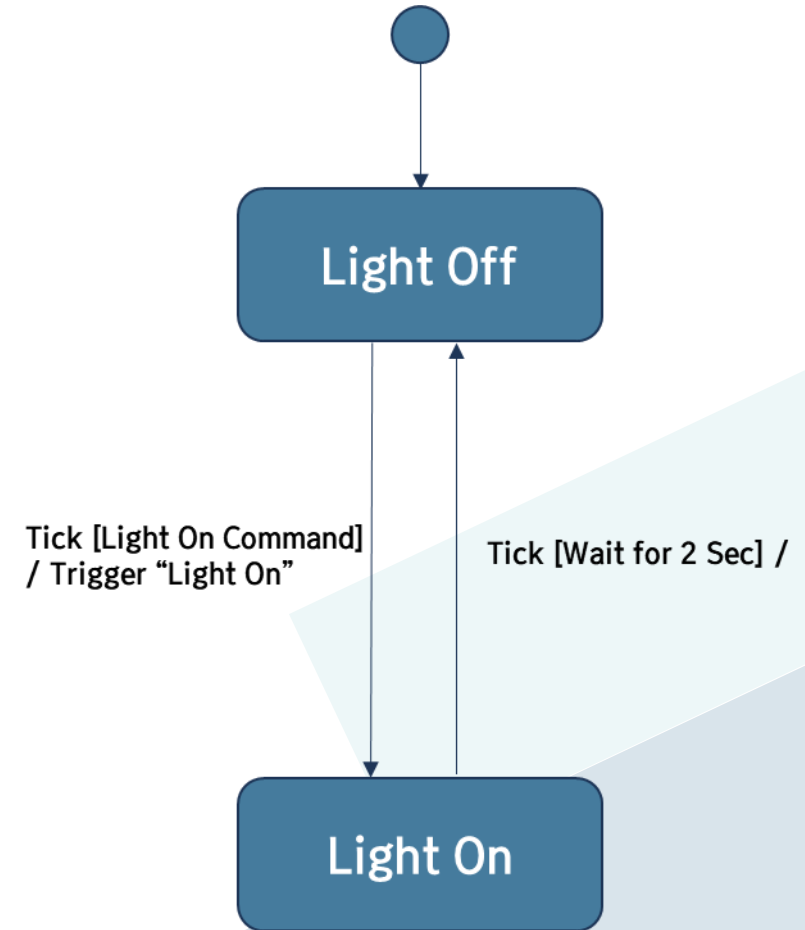 Light Off
Tick [Light On Command]
/ Trigger “Light On”
Tick [Wait for 2 Sec] /
Light On